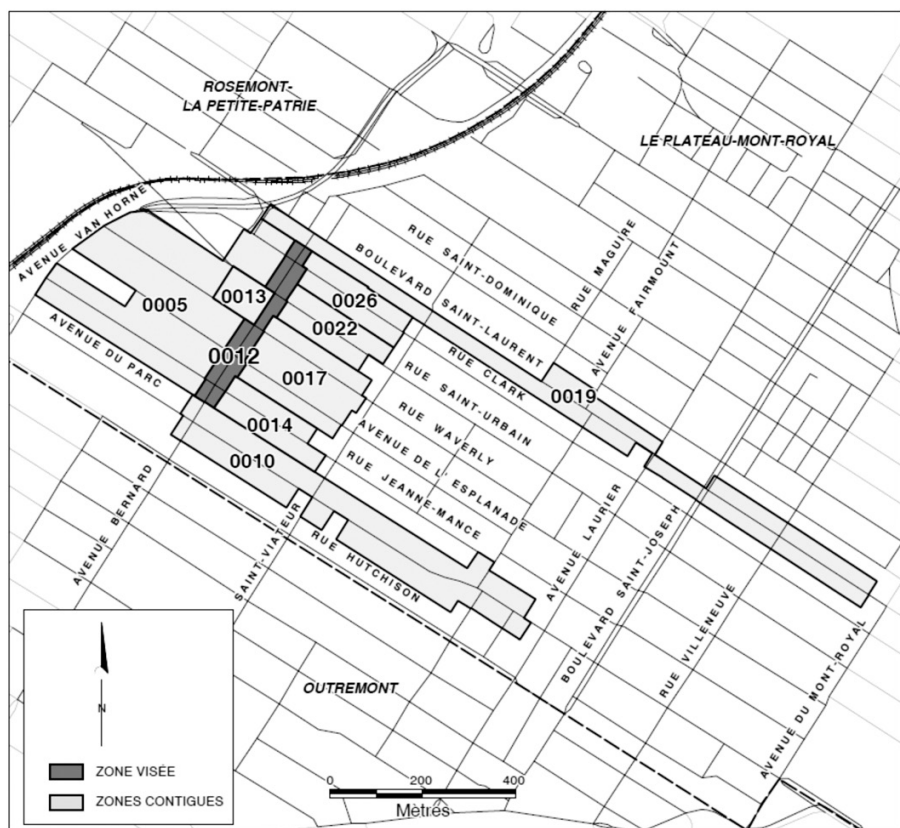 ROSEMONT-
LA PETITE-PATRIE
LE PLATEAU-MONT-ROYAL
AVENUE VAN HORNE
RUE SAINT-DOMINIQUE
RUE MAGUIRE
BOULEVARD SAINT-LAURENT
AVENUE FAIRMOUNT
0005
0013
0026
0022
0012
0017
0014
0010
0019
AVENUE DU PARC
RUE CLARK
RUE SAINT-URBAIN
RUE WAVERLY
AVENUE DE L' ESPLANADE
RUE JEANNE-MANCE
AVENUE BERNARD
SAINT-VIATEUR
RUE HUTCHISON
AVENUE LAURIER
BOULEVARD SAINT-JOSEPH
RUE VILLENEUVE
AVENUE DU MONT-ROYAL
OUTREMONT
N
ZONE VISÉE
ZONES CONTIGUES
0 200 400
Mètres